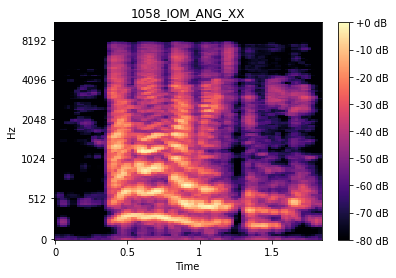 1058_IOM_ANG_XX
+0 dB
8192
-10 dB
4096
-20 dB
-30 dB
2048
-40 dB
Hz
1024
-50 dB
512
-60 dB
-70 dB
0
-80 dB
0 0.5 1 1.5
Time